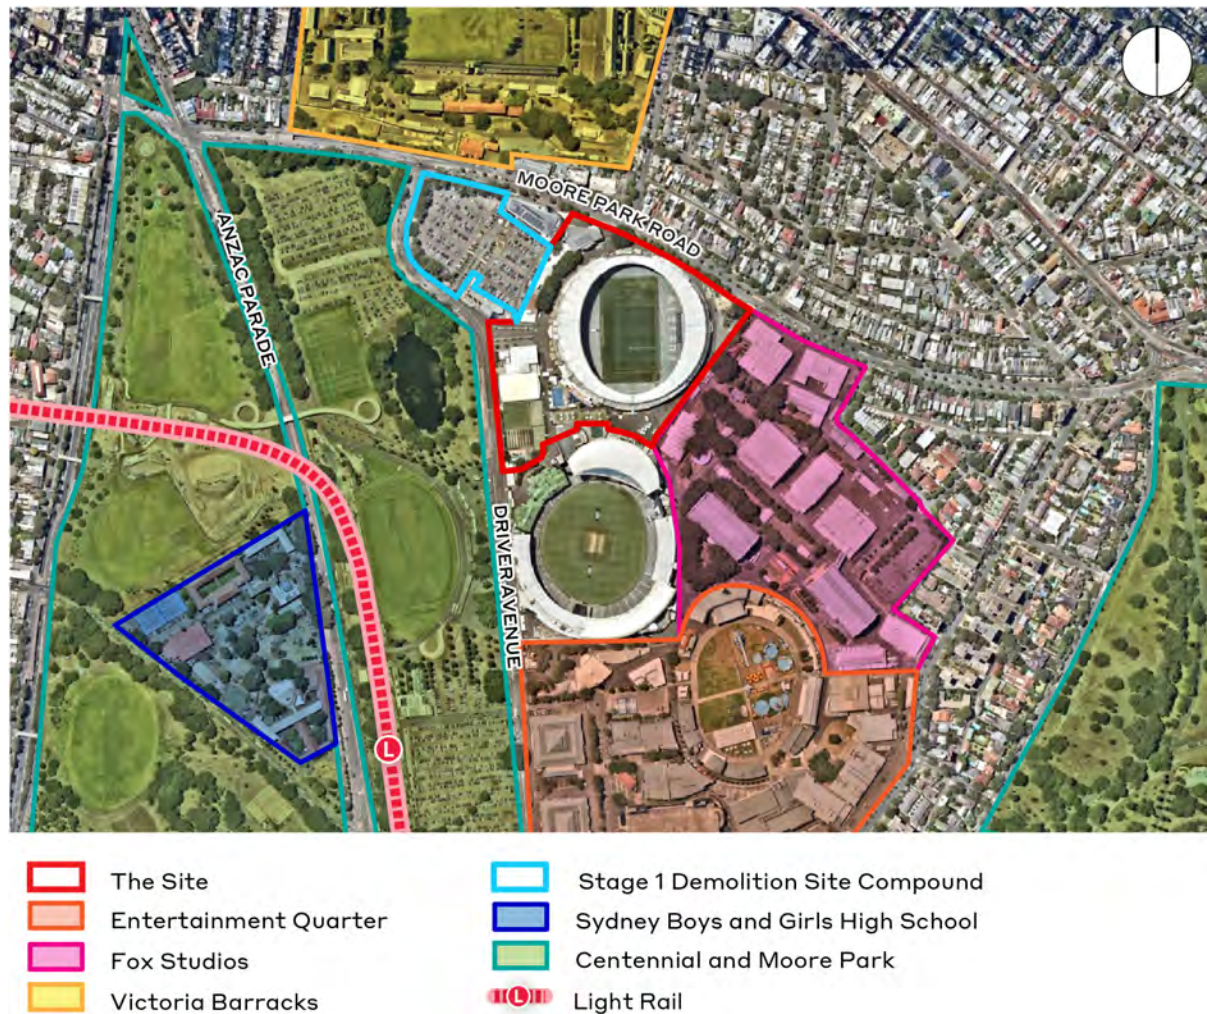 MOORE PARK ROAD
ANZAC PARADE
DRIVER AVENUE
L
The Site
Entertainment Quarter
Fox Studios
Victoria Barracks
Stage 1 Demolition Site Compound
Sydney Boys and Girls High School
Centennial and Moore Park
L
Light Rail